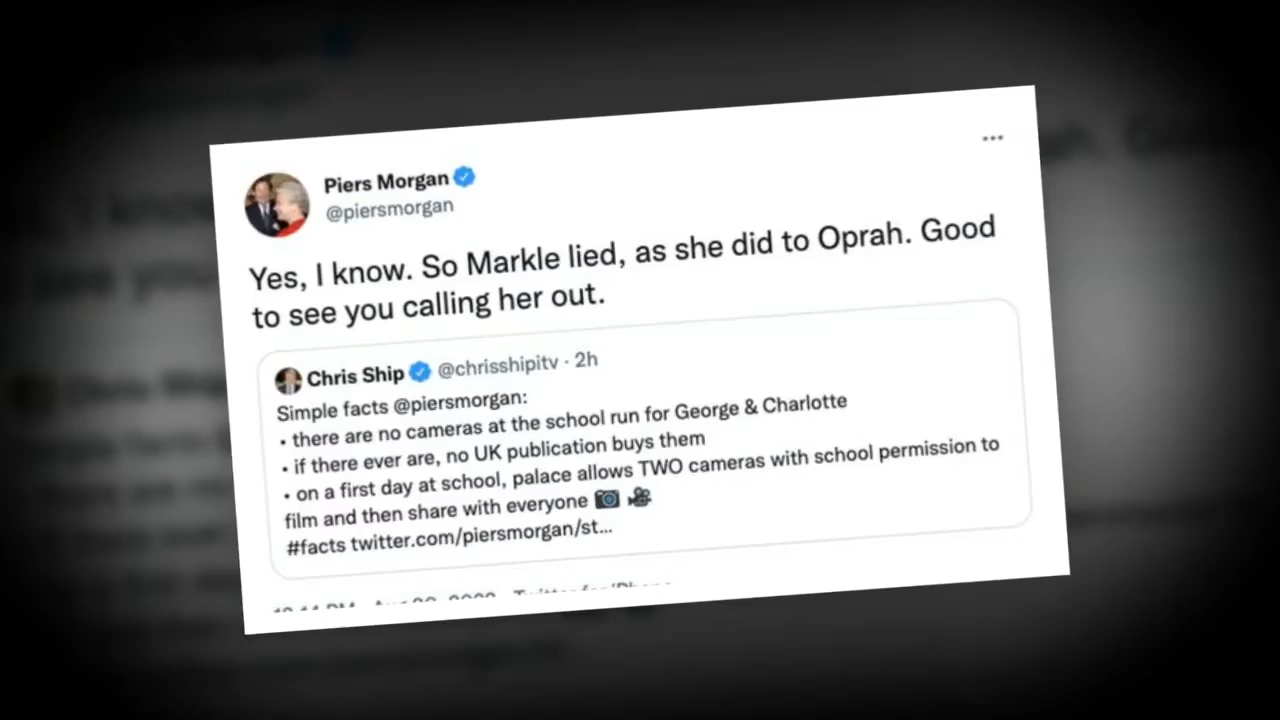 Piers Morgan
@piersmorgan
Yes, I know. So Markle lied, as she did to Oprah. Good
to see you calling her out.
Chris Ship @chrisshipitv · 2h
Simple facts @piersmorgan:
• there are no cameras at the school run for George & Charlotte
• if there ever are, no UK publication buys them
• on a first day at school, palace allows TWO cameras with school permission to
film and then share with everyone 📷 🎥
#facts twitter.com/piersmorgan/st...